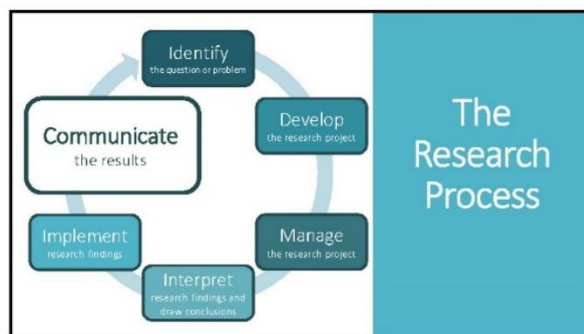 Identify
the question or problem
Develop
the research project
Manage
the research project
Interpret
research findings and
draw conclusions
Implement
research findings
Communicate
the results
The
Research
Process